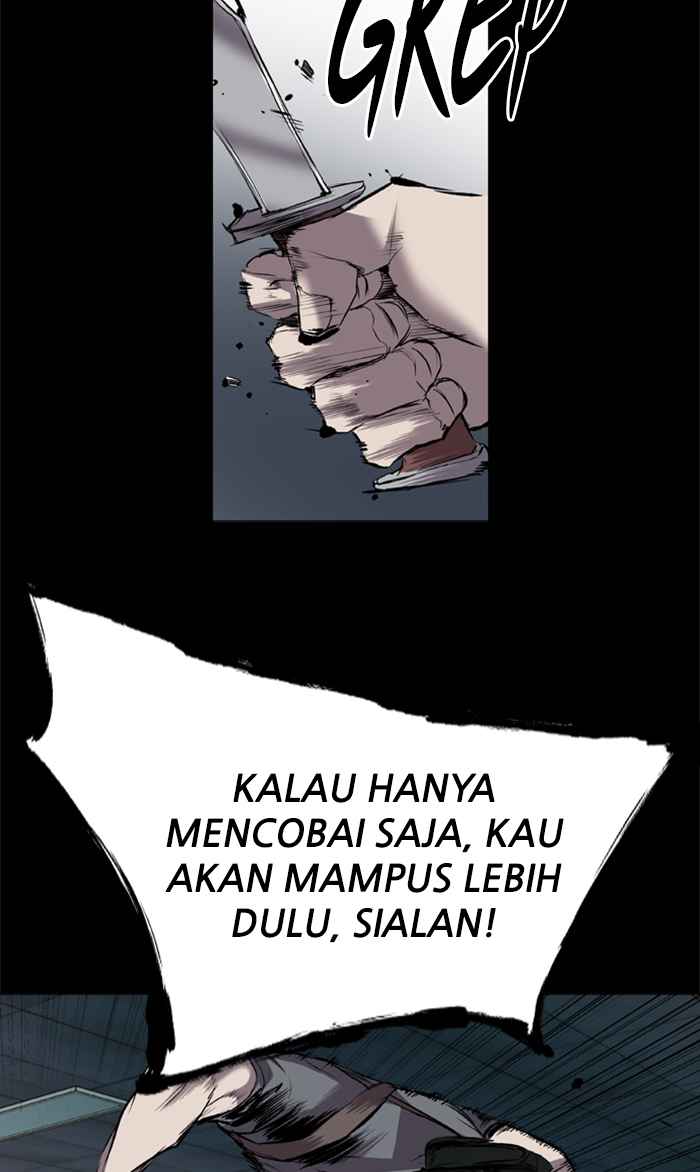 GREP
KALAU HANYA
MENCOBAI SAJA, KAU
AKAN MAMPUS LEBIH
DULU, SIALAN!